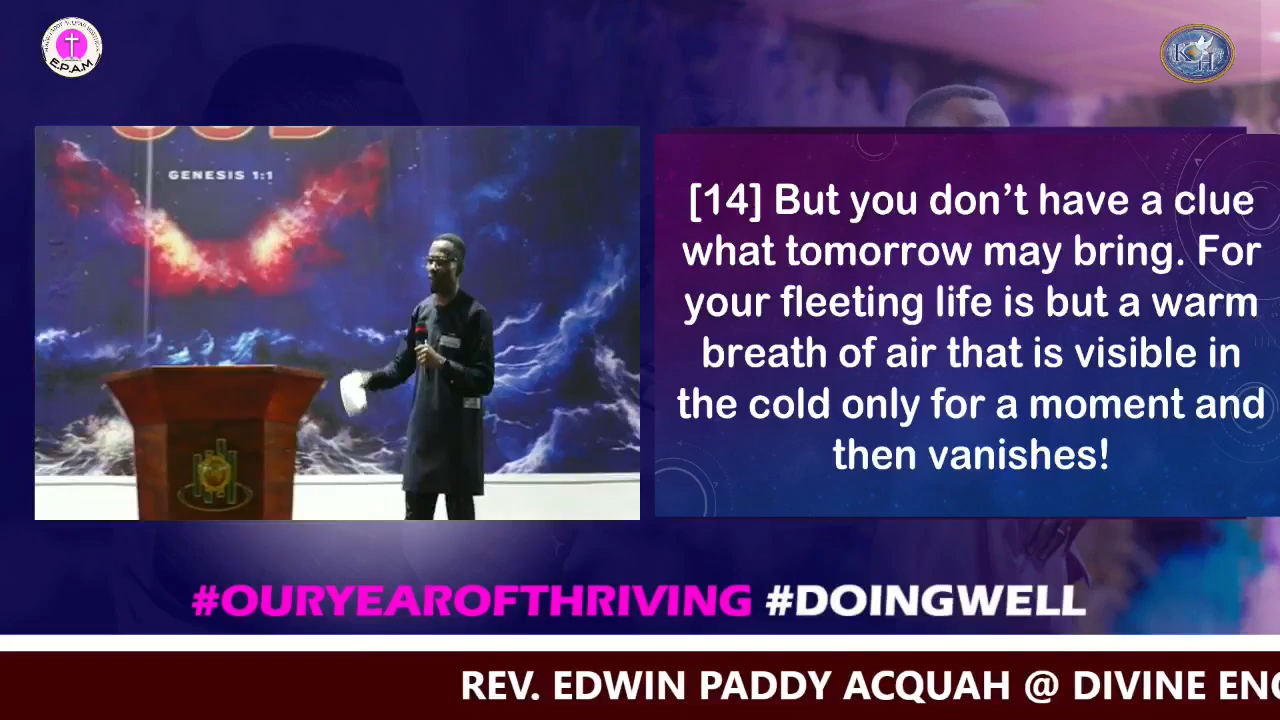 E.P.A.M
K H
GENESIS 1:1
[14] But you don’t have a clue
what tomorrow may bring. For
your fleeting life is but a warm
breath of air that is visible in
the cold only for a moment and
then vanishes!
#OURYEAROFTHRIVING #DOINGWELL
REV. EDWIN PADDY ACQUAH @ DIVINE ENC